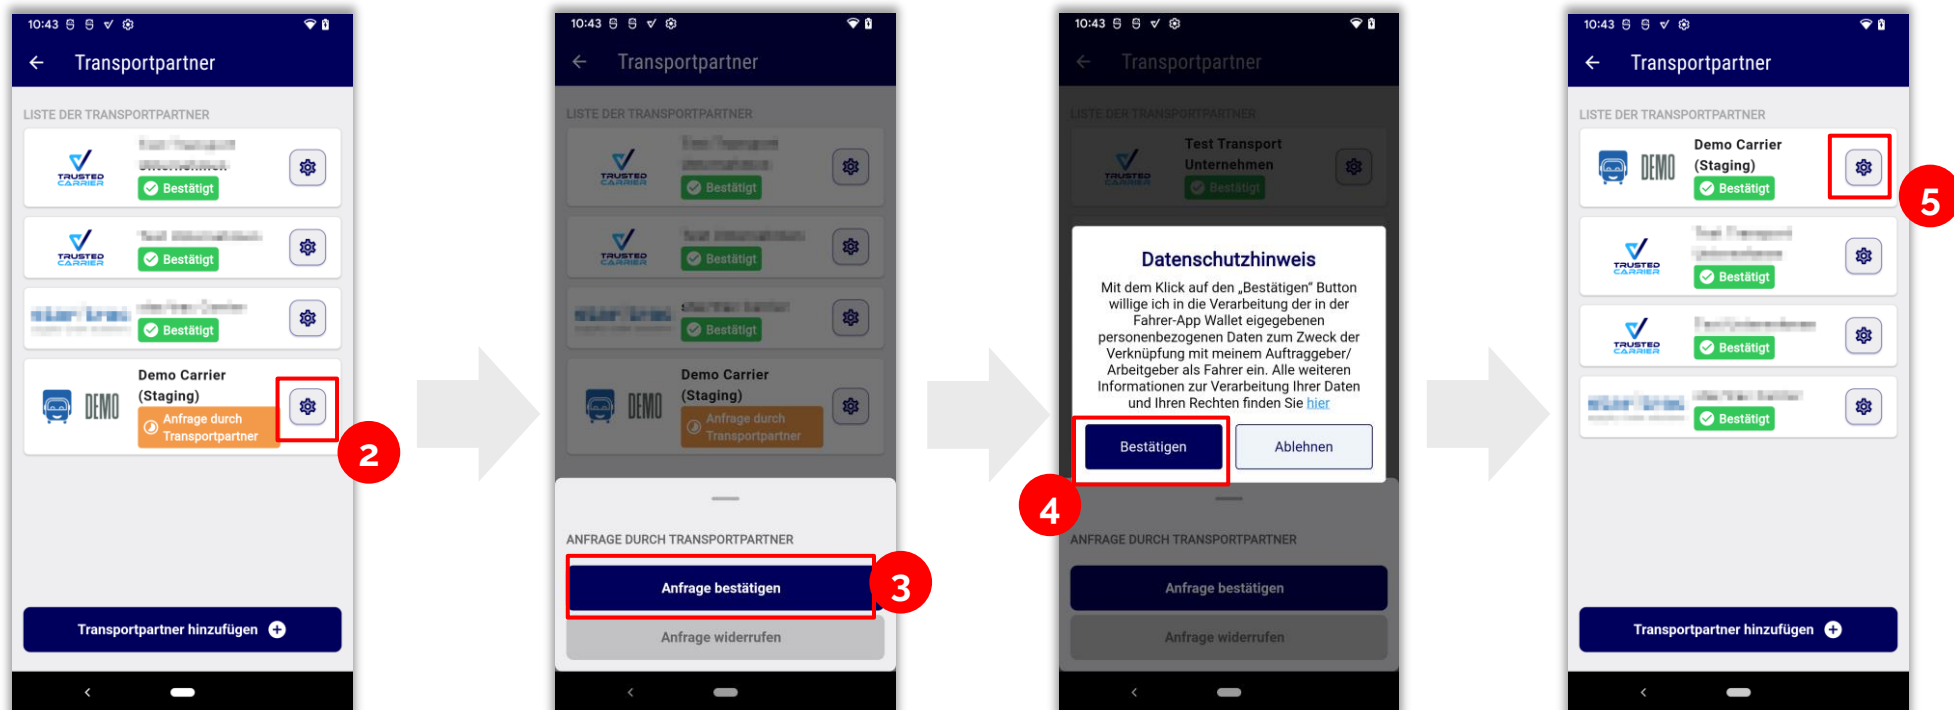 10:43
Transportpartner
LISTE DER TRANSPORTPARTNER
TRUSTED
CARRIER
Bestätigt
TRUSTED
CARRIER
Bestätigt
Bestätigt
DEMO
Demo Carrier
(Staging)
Anfrage durch
Transportpartner
2
Transportpartner hinzufügen
10:43
Transportpartner
LISTE DER TRANSPORTPARTNER
TRUSTED
CARRIER
Bestätigt
TRUSTED
CARRIER
Bestätigt
Bestätigt
DEMO
Demo Carrier
(Staging)
Anfrage durch
Transportpartner
ANFRAGE DURCH TRANSPORTPARTNER
Anfrage bestätigen
3
Anfrage widerrufen
10:43
Transportpartner
LISTE DER TRANSPORTPARTNER
TRUSTED
CARRIER
Test Transport
Unternehmen
Bestätigt
Datenschutzhinweis
Mit dem Klick auf den „Bestätigen“ Button
willige ich in die Verarbeitung der in der
Fahrer-App Wallet eigegebenen
personenbezogenen Daten zum Zweck der
Verknüpfung mit meinem Auftraggeber/
Arbeitgeber als Fahrer ein. Alle weiteren
Informationen zur Verarbeitung Ihrer Daten
und Ihren Rechten finden Sie hier
Bestätigen
Ablehnen
4
ANFRAGE DURCH TRANSPORTPARTNER
Anfrage bestätigen
Anfrage widerrufen
10:43
Transportpartner
LISTE DER TRANSPORTPARTNER
DEMO
Demo Carrier
(Staging)
Bestätigt
5
TRUSTED
CARRIER
Bestätigt
TRUSTED
CARRIER
Bestätigt
Bestätigt
Transportpartner hinzufügen